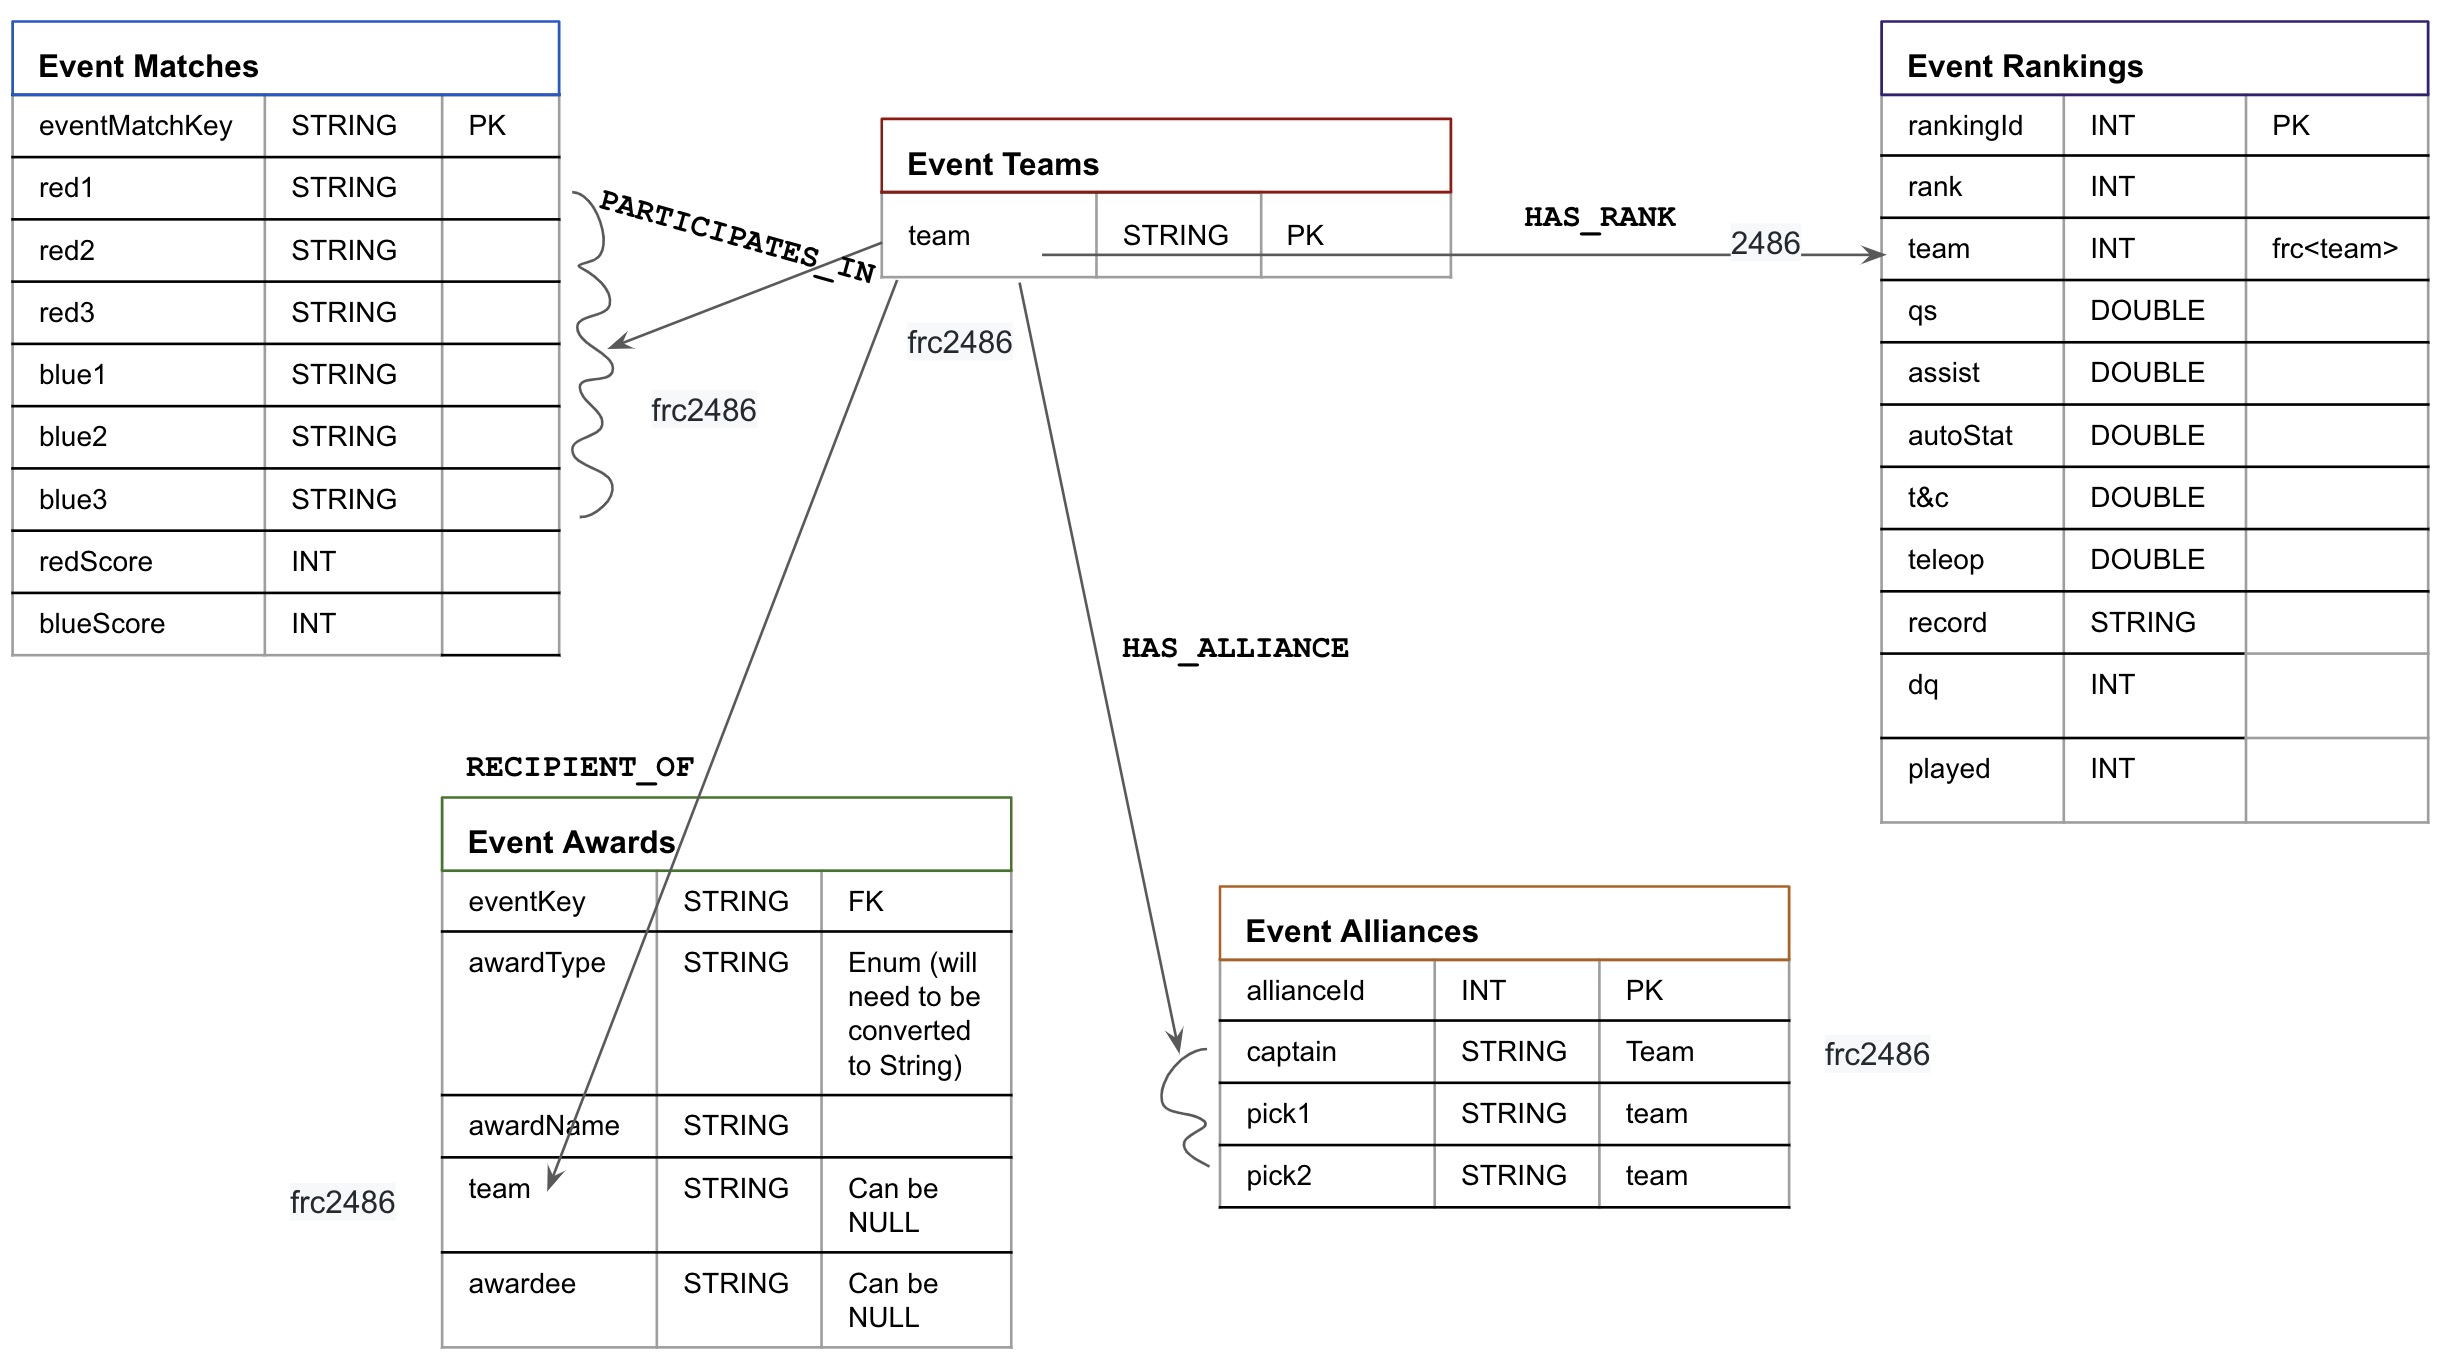 Event Matches
eventMatchKey STRING PK
red1 STRING
red2 STRING
red3 STRING
blue1 STRING
blue2 STRING
blue3 STRING
redScore INT
blueScore INT
PARTICIPATES_IN
frc2486
Event Teams
team STRING PK
frc2486
HAS_RANK
2486
Event Rankings
rankingId INT PK
rank INT
team INT frc<team>
qs DOUBLE
assist DOUBLE
autoStat DOUBLE
t&c DOUBLE
teleop DOUBLE
record STRING
dq INT
played INT
HAS_ALLIANCE
RECIPIENT_OF
Event Awards
eventKey STRING FK
awardType STRING Enum (will
need to be
converted
to String)
awardName STRING
team STRING Can be
NULL
awardee STRING Can be
NULL
frc2486
Event Alliances
allianceId INT PK
captain STRING Team
pick1 STRING team
pick2 STRING team
frc2486